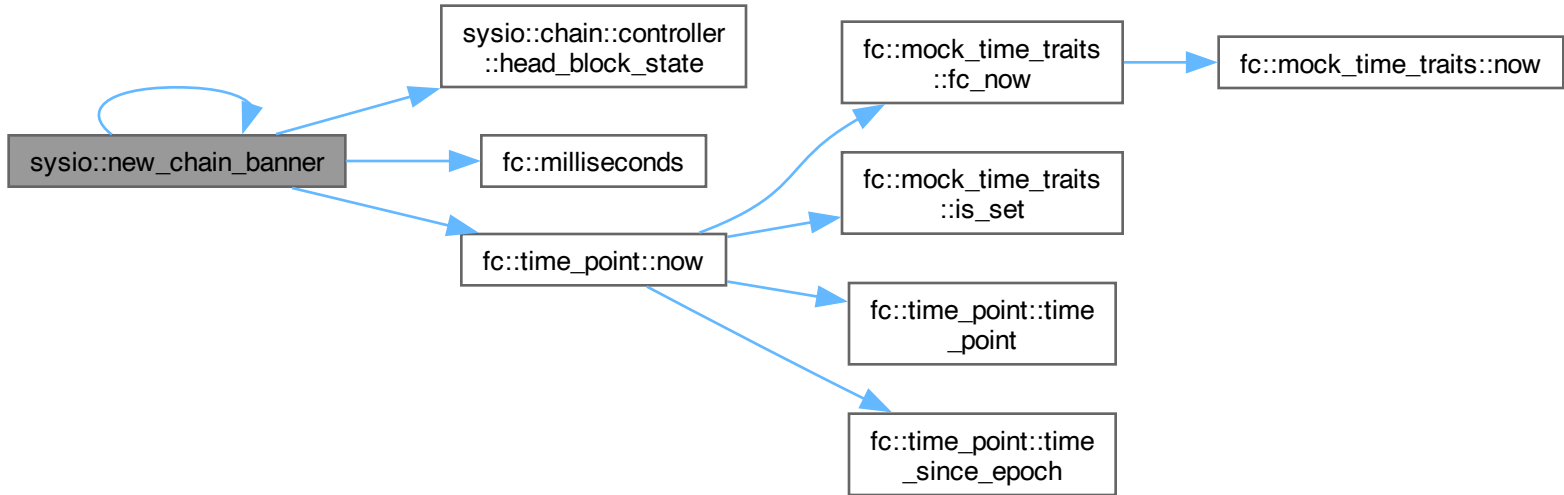 sysio::new_chain_banner
sysio::chain::controller
::head_block_state
fc::milliseconds
fc::time_point::now
fc::mock_time_traits
::fc_now
fc::mock_time_traits
::is_set
fc::time_point::time
_point
fc::time_point::time
_since_epoch
fc::mock_time_traits::now